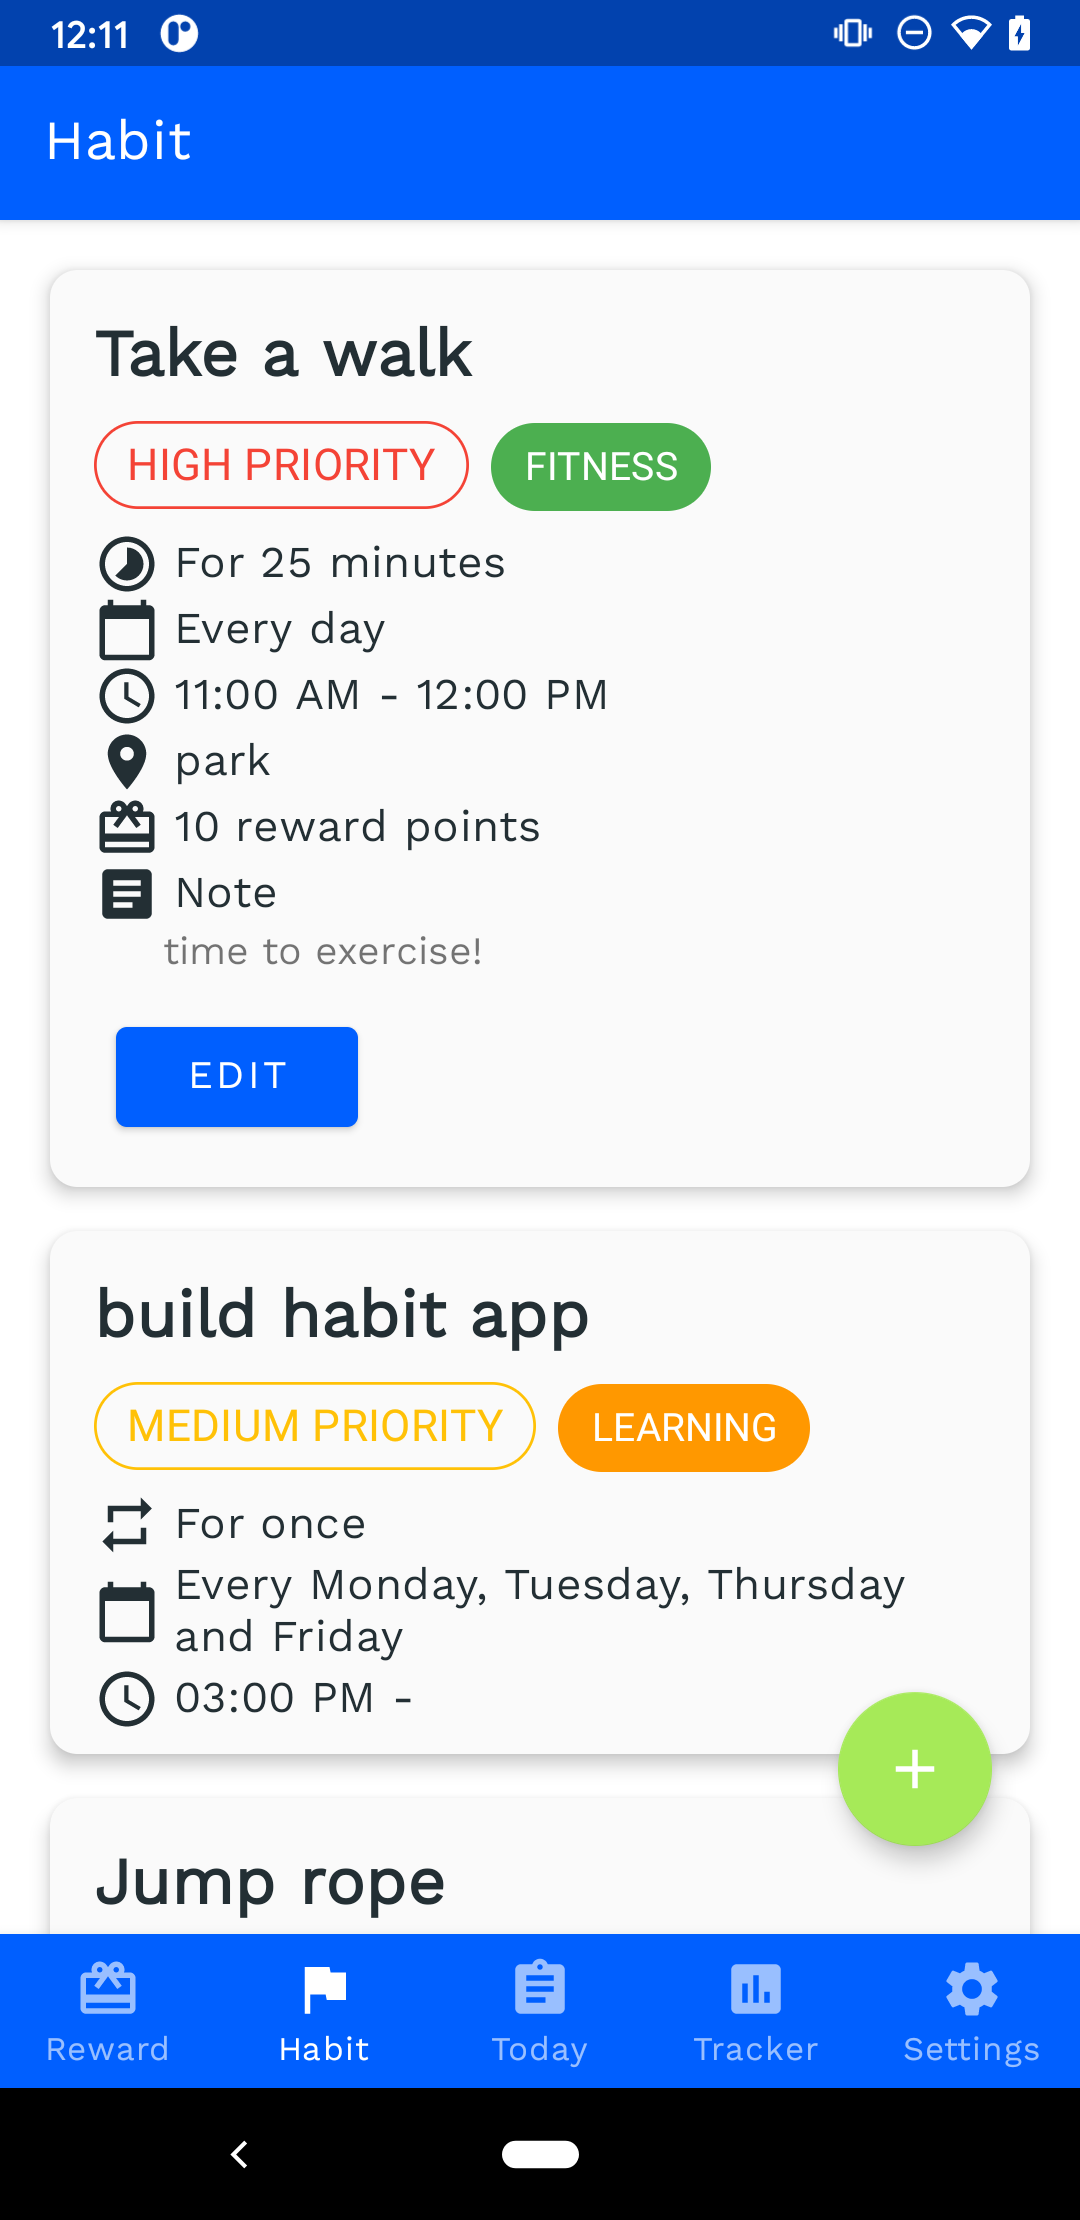 12:11
Habit
Take a walk
HIGH PRIORITY FITNESS
For 25 minutes
Every day
11:00 AM - 12:00 PM
park
10 reward points
Note
time to exercise!
EDIT
build habit app
MEDIUM PRIORITY LEARNING
For once
Every Monday, Tuesday, Thursday
and Friday
03:00 PM -
Jump rope
Reward Habit Today Tracker Settings